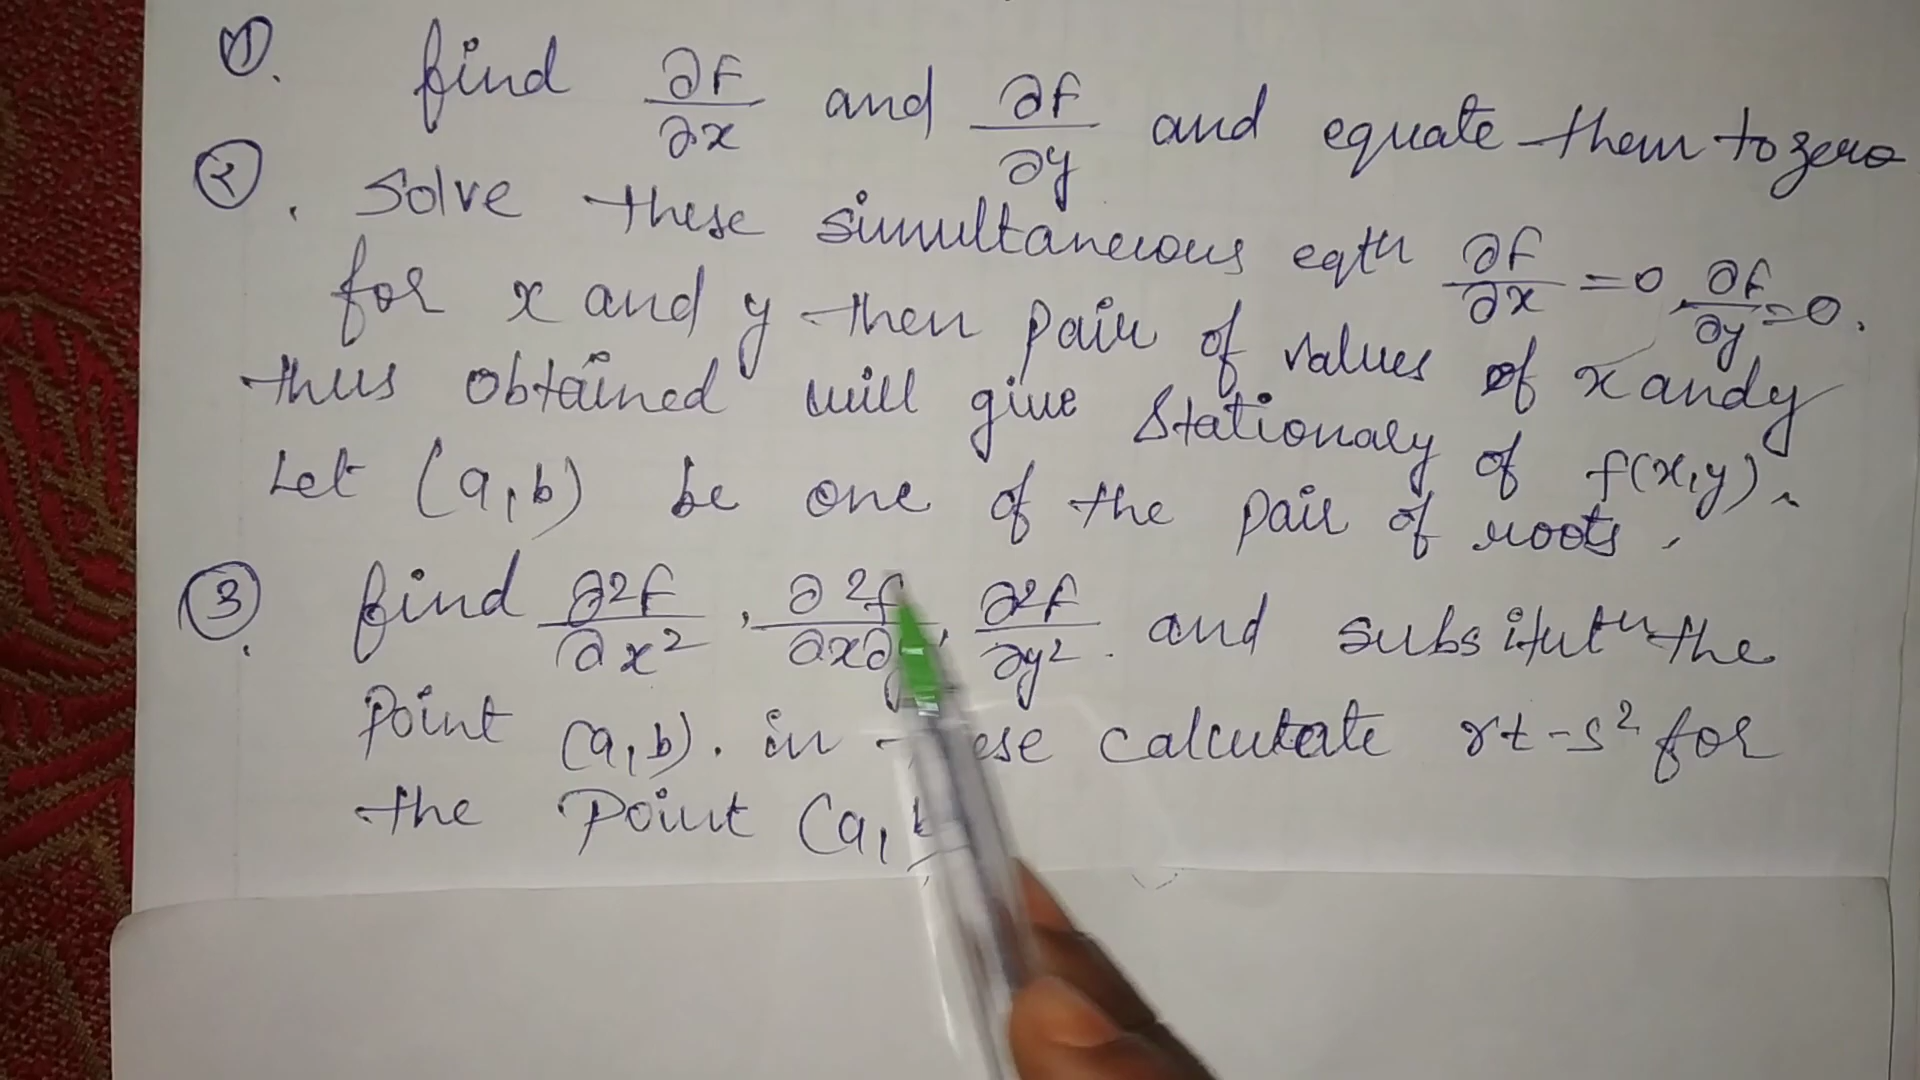 ①. find ∂f/∂x and ∂f/∂y and equate them to zero
②. Solve these simultaneous eqtn ∂f/∂x =0, ∂f/∂y =0.
for x and y then pair of values of x and y
thus obtained will give stationary of f(x,y).
Let (a,b) be one of the pair of roots.
③. find ∂²f/∂x², ∂²f/∂x∂y, ∂²f/∂y². and the
Point (a,b). in calculate rt-s² for
the Point (a,b